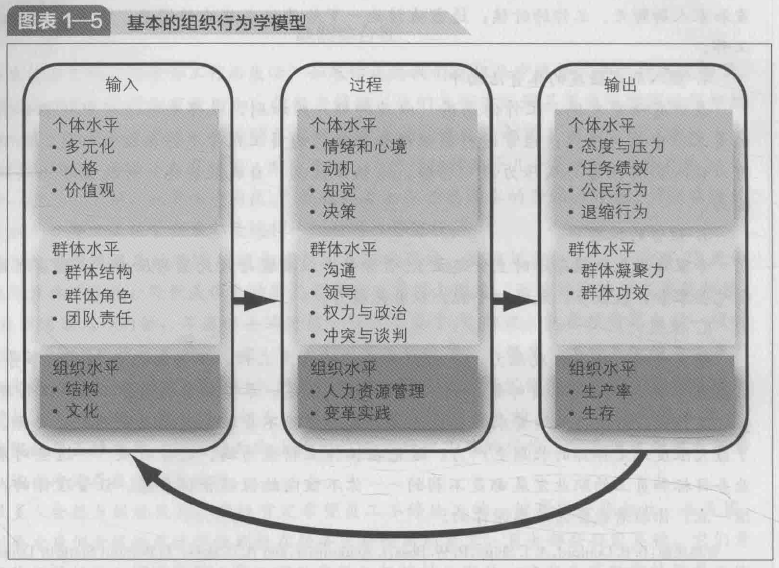 图表1—5 基本的组织行为学模型
输入
个体水平
• 多元化
• 人格
• 价值观
群体水平
• 群体结构
• 群体角色
• 团队责任
组织水平
• 结构
• 文化
过程
个体水平
• 情绪和心境
• 动机
• 知觉
• 决策
群体水平
• 沟通
• 领导
• 权力与政治
• 冲突与谈判
组织水平
• 人力资源管理
• 变革实践
输出
个体水平
• 态度与压力
• 任务绩效
• 公民行为
• 退缩行为
群体水平
• 群体凝聚力
• 群体功效
组织水平
• 生产率
• 生存